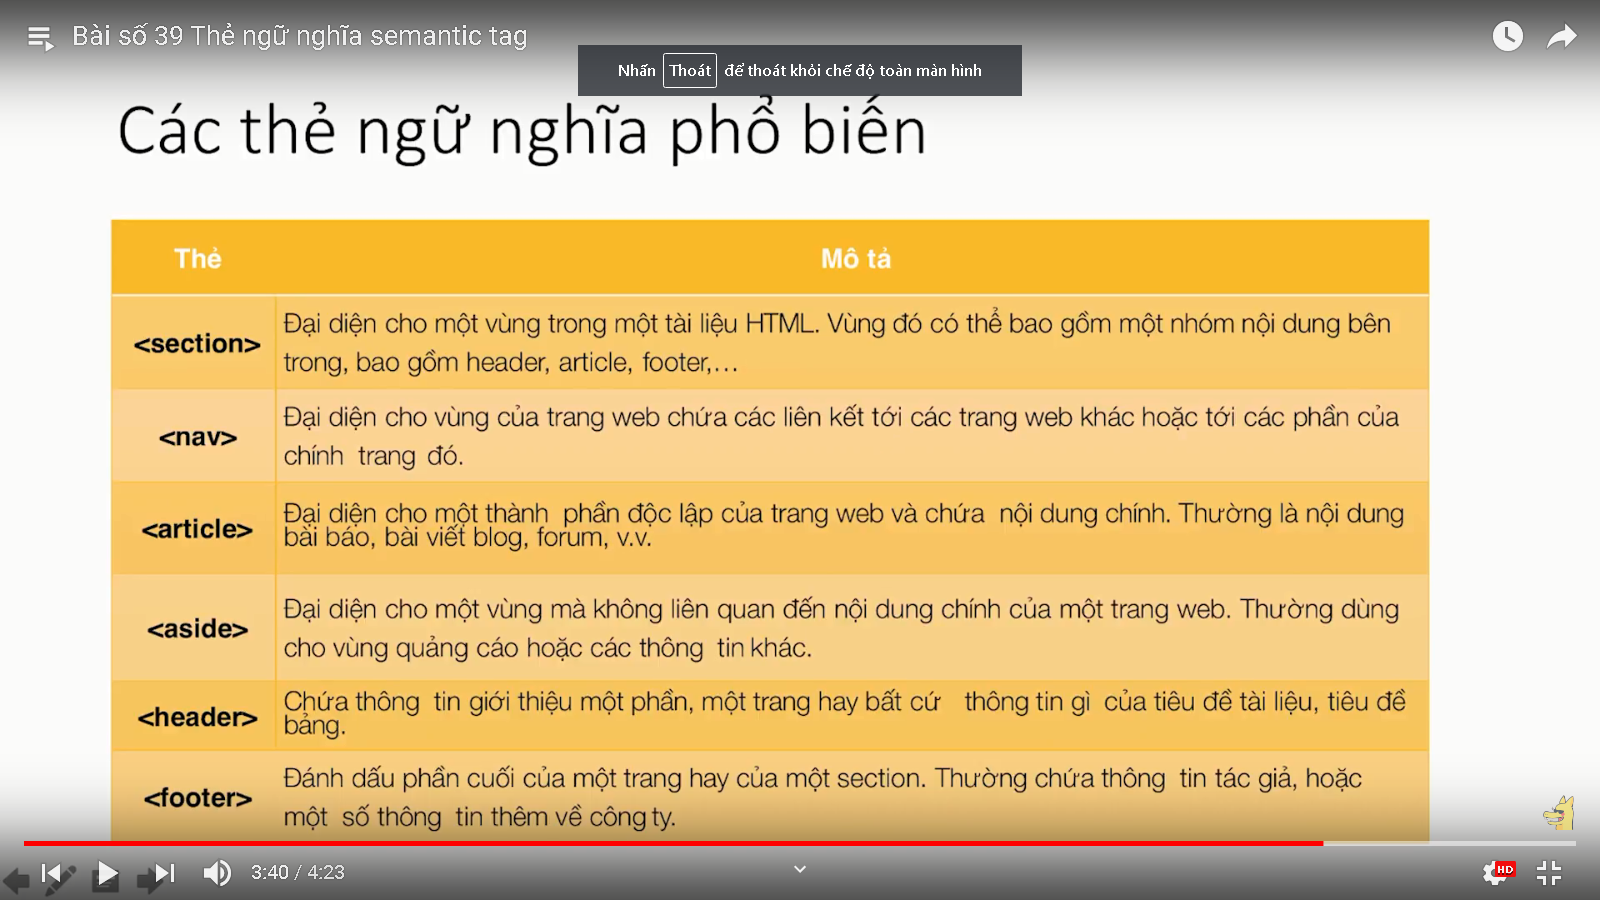 Bài số 39 Thẻ ngữ nghĩa semantic tag
Nhấn Thoát để thoát khỏi chế độ toàn màn hình
Các thẻ ngữ nghĩa phổ biến
Thẻ Mô tả
<section>
Đại diện cho một vùng trong một tài liệu HTML. Vùng đó có thể bao gồm một nhóm nội dung bên
trong, bao gồm header, article, footer,...
<nav>
Đại diện cho vùng của trang web chứa các liên kết tới các trang web khác hoặc tới các phần của
chính trang đó.
<article>
Đại diện cho một thành phần độc lập của trang web và chứa nội dung chính. Thường là nội dung
bài báo, bài viết blog, forum, v.v.
<aside>
Đại diện cho một vùng mà không liên quan đến nội dung chính của một trang web. Thường dùng
cho vùng quảng cáo hoặc các thông tin khác.
<header>
Chứa thông tin giới thiệu một phần, một trang hay bất cứ thông tin gì của tiêu đề tài liệu, tiêu đề
bảng.
<footer>
Đánh dấu phần cuối của một trang hay của một section. Thường chứa thông tin tác giả, hoặc
một số thông tin thêm về công ty.
3:40 / 4:23
HD